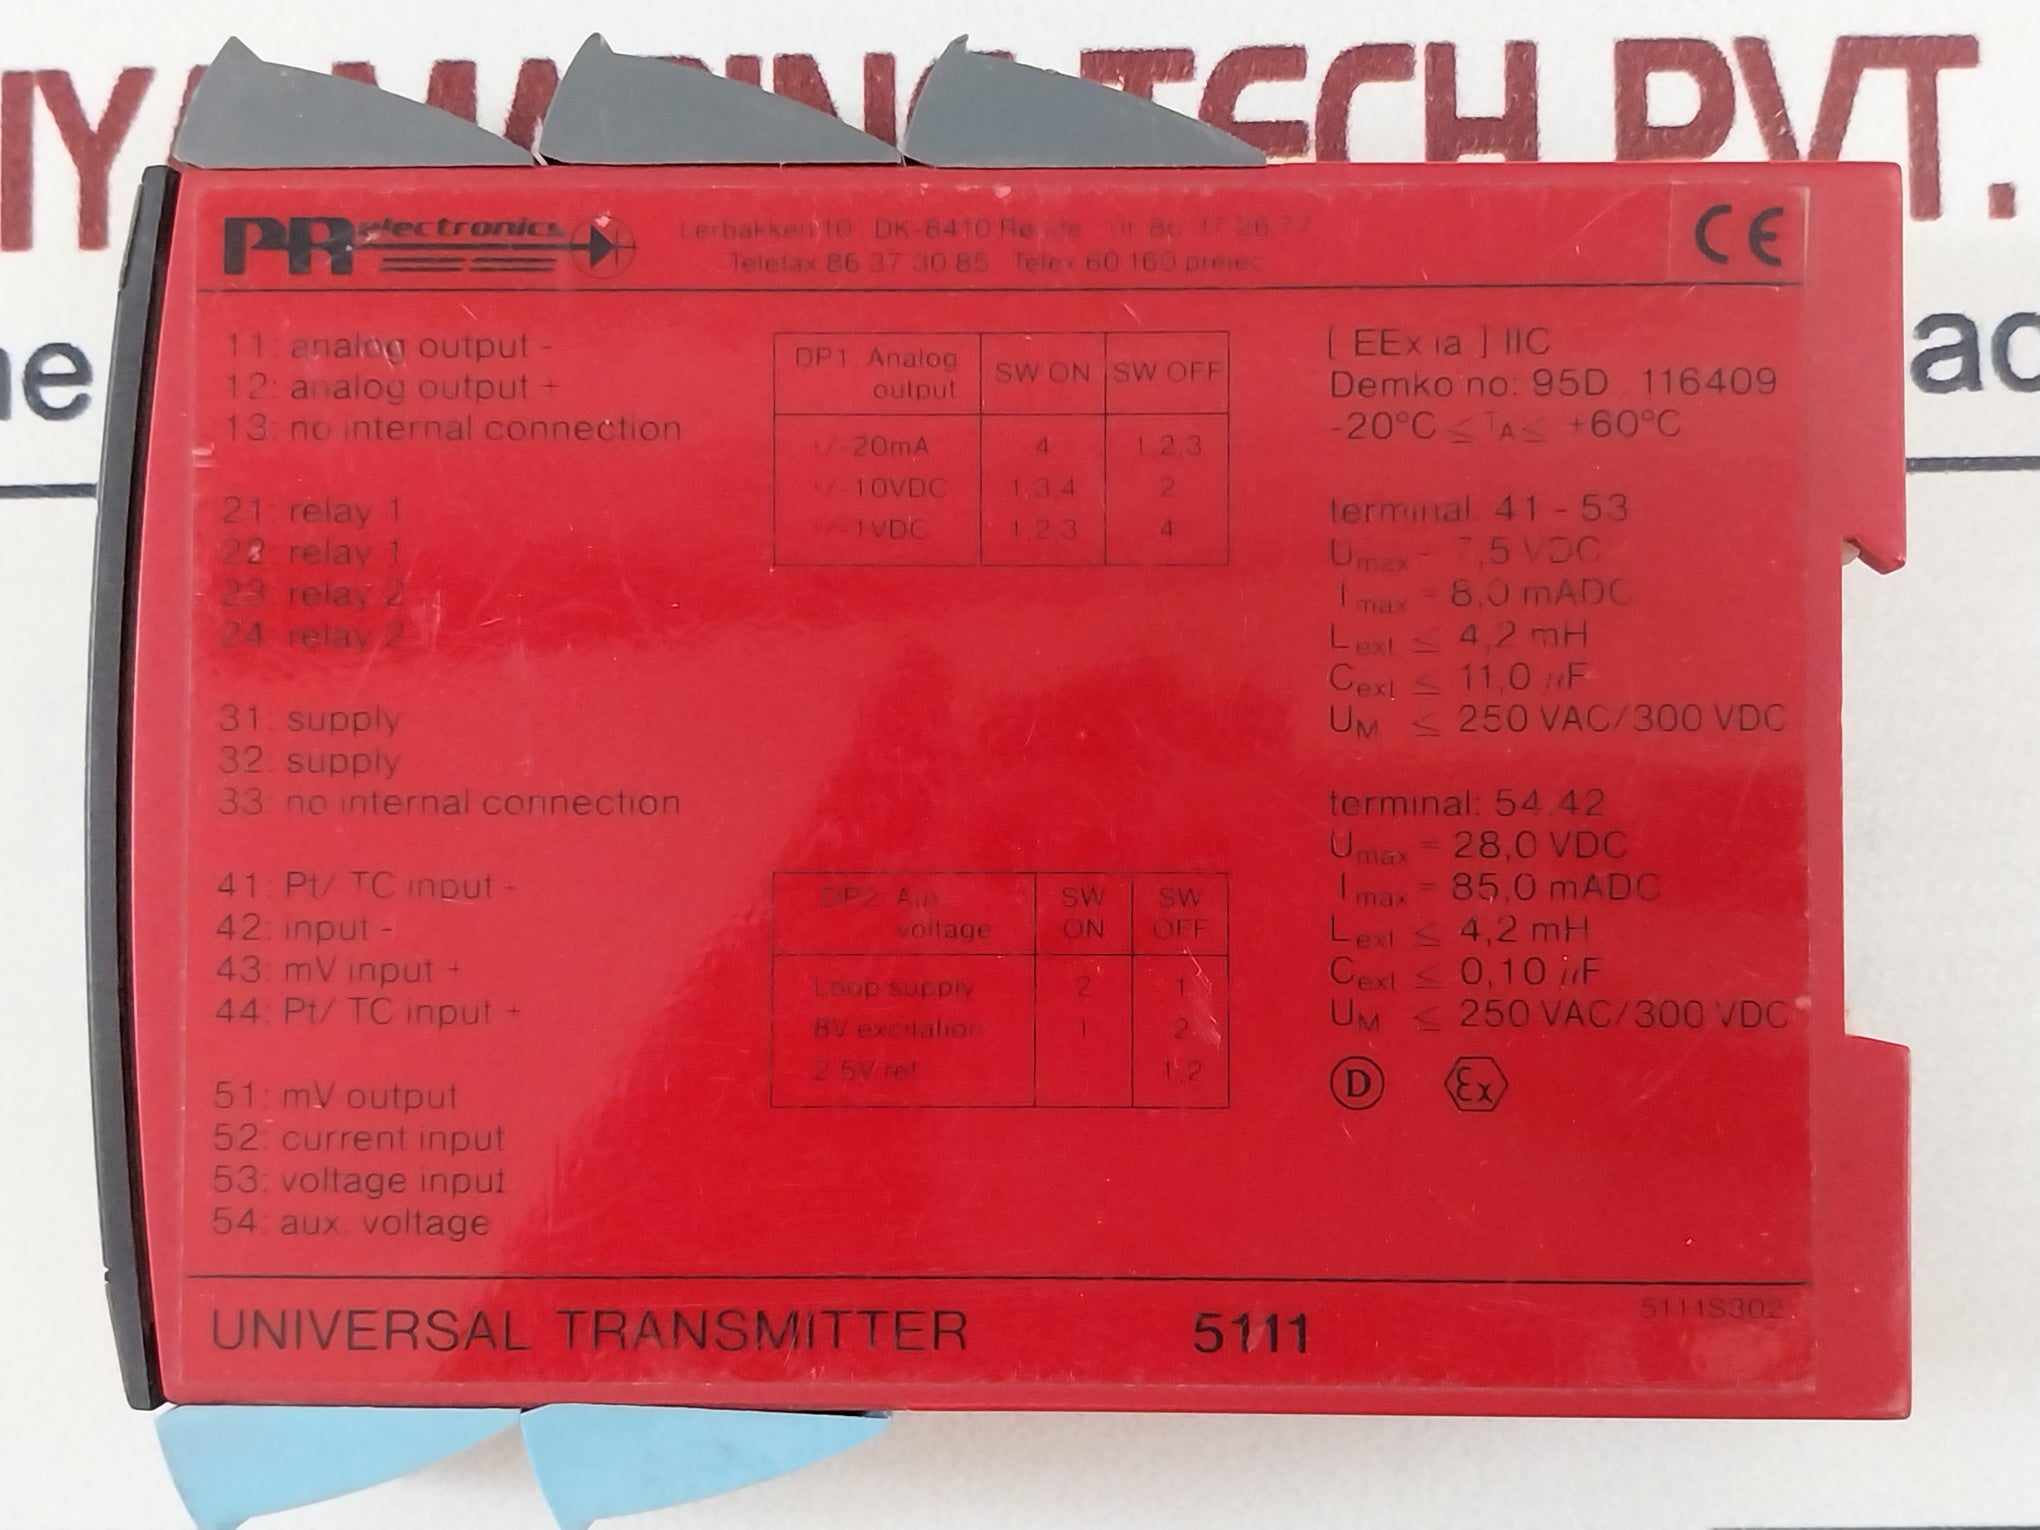 TECH PVT.
PR electronics
Lerbakken 10 DK-8410 Rønde 86 37 26 77
Telefax 86 37 30 85 Telex 60 160 prelec
CE
11: analog output -
12: analog output +
13: no internal connection
21: relay 1
22: relay 1
23: relay 2
24: relay 2
31: supply
32: supply
33: no internal connection
41: Pt/ TC input -
42: input -
43: mV input +
44: Pt/ TC input +
51: mV output
52: current input
53: voltage input
54: aux. voltage
DP1: Analog output SW ON SW OFF
+/-20mA 4 1,2,3
+/-10VDC 1,3,4 2
+/-1VDC 1,2,3 4
DP2: Aux. voltage SW ON SW OFF
Loop supply 2 1
8V excitation 1 2
2.5V ref. 1,2
[ EEx ia ] IIC
Demko no: 95D . 116409
-20°C ≤ TA ≤ +60°C
terminal: 41 - 53
Umax = 7,5 VDC
Imax = 8,0 mADC
Lext ≤ 4,2 mH
Cext ≤ 11,0 µF
UM ≤ 250 VAC/300 VDC
terminal: 54,42
Umax = 28,0 VDC
Imax = 85,0 mADC
Lext ≤ 4,2 mH
Cext ≤ 0,10 µF
UM ≤ 250 VAC/300 VDC
D Ex
UNIVERSAL TRANSMITTER 5111
5111S302